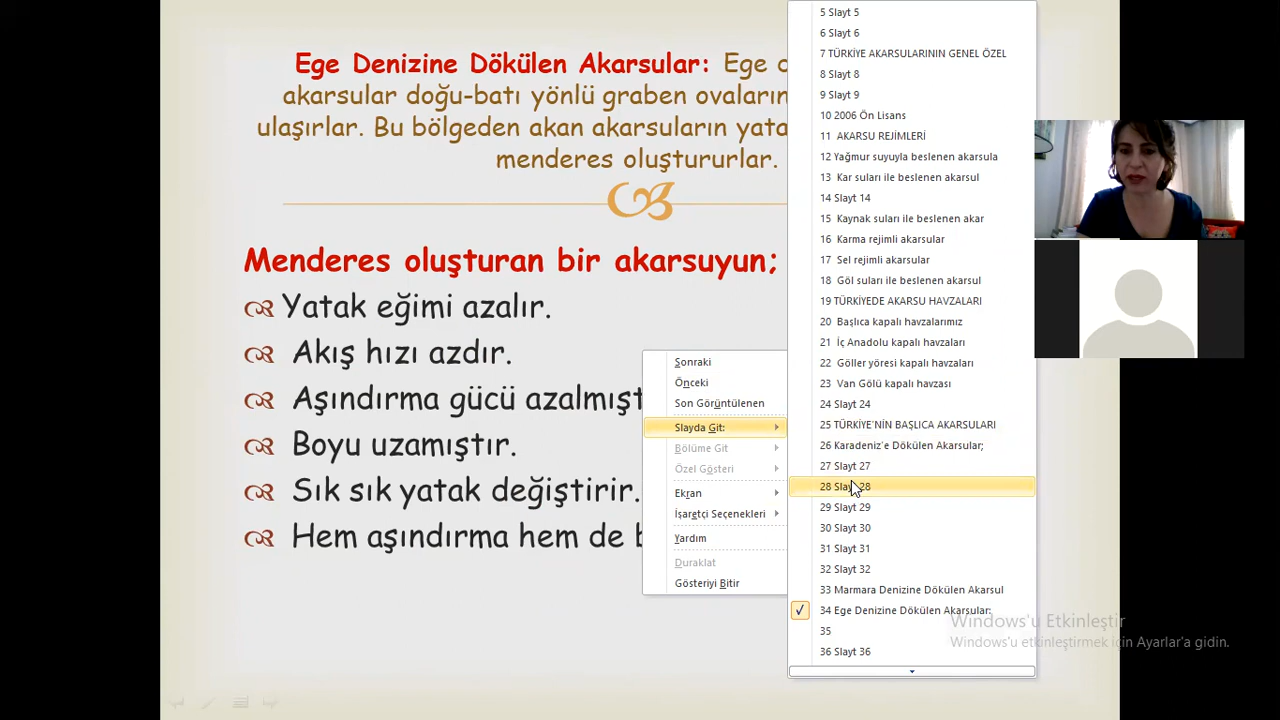 Ege Denizine Dökülen Akarsular: Ege
akarsular doğu-batı yönlü graben
ulaşırlar. Bu bölgeden akan akarsuların
menderes oluştururlar.
Menderes oluşturan bir akarsuyun;
Yatak eğimi azalır.
Akış hızı azdır.
Aşındırma gücü
Boyu uzamıştır.
Sık sık yatak değiştirir.
Hem aşındırma hem de
Sonraki
Önceki
Son Görüntülenen
Slayda Git:
Bölüme Git
Özel Gösteri
Ekran
İşaretçi Seçenekleri
Yardım
Duraklat
Gösteriyi Bitir
5 Slayt 5
6 Slayt 6
7 TÜRKİYE AKARSULARININ GENEL ÖZEL
8 Slayt 8
9 Slayt 9
10 2006 Ön Lisans
11 AKARSU REJİMLERİ
12 Yağmur suyuyla beslenen akarsula
13 Kar suları ile beslenen akarsul
14 Slayt 14
15 Kaynak suları ile beslenen akar
16 Karma rejimli akarsular
17 Sel rejimli akarsular
18 Göl suları ile beslenen akarsul
19 TÜRKİYEDE AKARSU HAVZALARI
20 Başlıca kapalı havzalarımız
21 İç Anadolu kapalı havzaları
22 Göller yöresi kapalı havzaları
23 Van Gölü kapalı havzası
24 Slayt 24
25 TÜRKİYE'NİN BAŞLICA AKARSULARI
26 Karadeniz'e Dökülen Akarsular;
27 Slayt 27
28 Slayt 28
29 Slayt 29
30 Slayt 30
31 Slayt 31
32 Slayt 32
33 Marmara Denizine Dökülen Akarsul
34 Ege Denizine Dökülen Akarsular:
35
36 Slayt 36
Windows'u Etkinleştir
Windows'u etkinleştirmek için Ayarlar'a gidin.